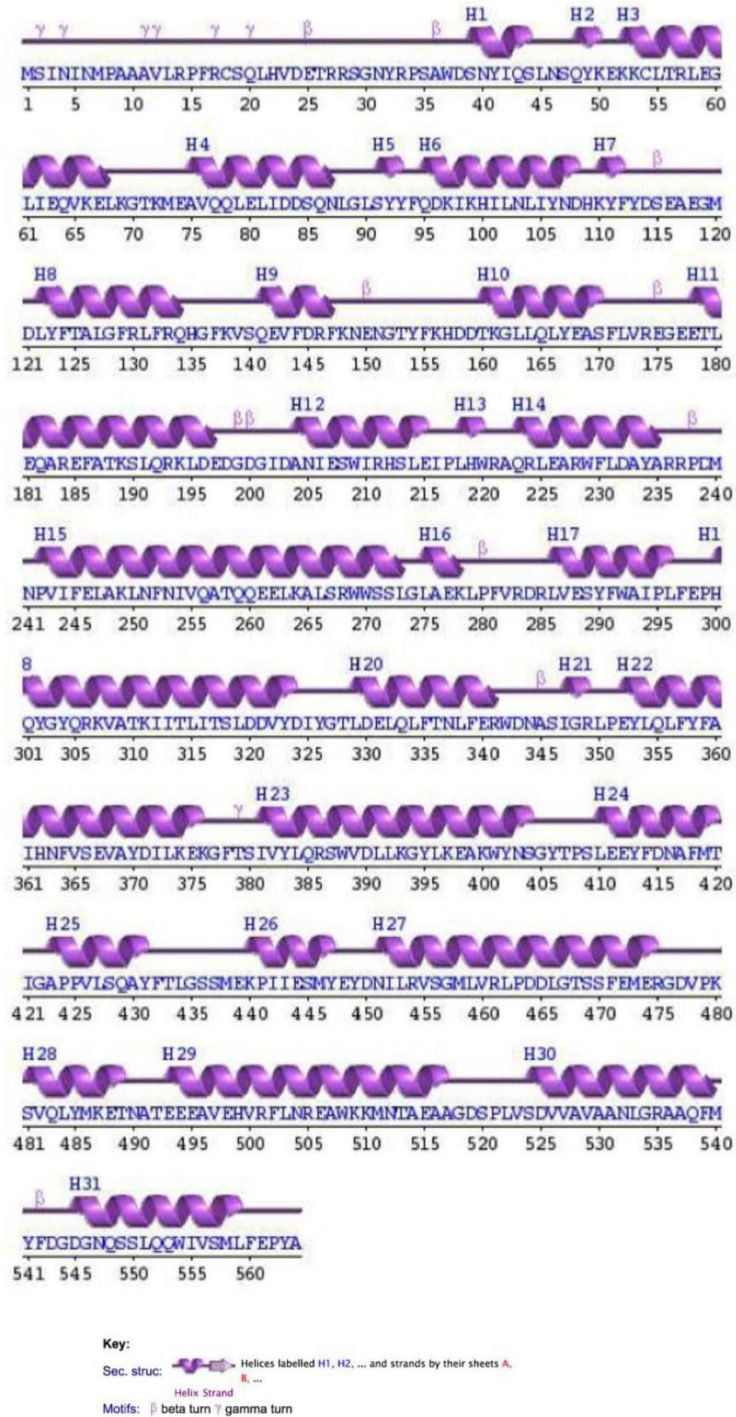 γ γ γγ γ γ β β H1 H2 H3
MSININMPAAAVLRPFRCSQLHVDETRRSGNYRPSAWDSNYIQSLNSQYKEKKCLTRLEG
1 5 10 15 20 25 30 35 40 45 50 55 60
H4 H5 H6 H7 β
LIEQVKELKGTKMEAVQQLELIDDSQNLGLSYYFQDKIKHILNLIYNDHKYFYDSEAEGM
61 65 70 75 80 85 90 95 100 105 110 115 120
H8 H9 β H10 β H11
DLYFTALGFRLFRQHGFKVSQEVFDRFKNENGTYFKHDDTKGLLQLYEASFLVREGEETL
121 125 130 135 140 145 150 155 160 165 170 175 180
ββ H12 H13 H14 β
EQAREFATKSLQRKLDEDGDGIDANIESWIRHSLEIPLHWRAQRLEARWFLDAYARRPDM
181 185 190 195 200 205 210 215 220 225 230 235 240
H15 H16 β H17 H1
NPVIFELAKLNFNIVQATQQEELKALSRWWSSLGLAEKLPFVRDRLVESYFWAIPLFEPH
241 245 250 255 260 265 270 275 280 285 290 295 300
8 H20 β H21 H22
QYGYQRKVATKIITLITSLDDVYDIYGTLDELQLFTNLFERWDNASIGRLPEYLQLFYFA
301 305 310 315 320 325 330 335 340 345 350 355 360
γ H23 H24
IHNFVSEVAYDILKEKGFTSIVYLQRSWVDLLKGYLKEAKWYNSGYTPSLEEYFDNAFMT
361 365 370 375 380 385 390 395 400 405 410 415 420
H25 H26 H27
IGAPPVLSQAYFTLGSSMEKPIIESMYEYDNILRVSGMLVRLPDDLGTSSFEMERGDVPK
421 425 430 435 440 445 450 455 460 465 470 475 480
H28 H29 H30
SVQLYMKETNATEEEAVEHVRFLNREAWKKMNTAEAAGDSPLVSDVVAVAANLGRAAQFM
481 485 490 495 500 505 510 515 520 525 530 535 540
β H31
YFDGDGNQSSLQQWIVSMLFEPYA
541 545 550 555 560
Key:
Sec. struc: Helices labelled H1, H2, ... and strands by their sheets A, B, ...
Helix Strand
Motifs: β beta turn γ gamma turn